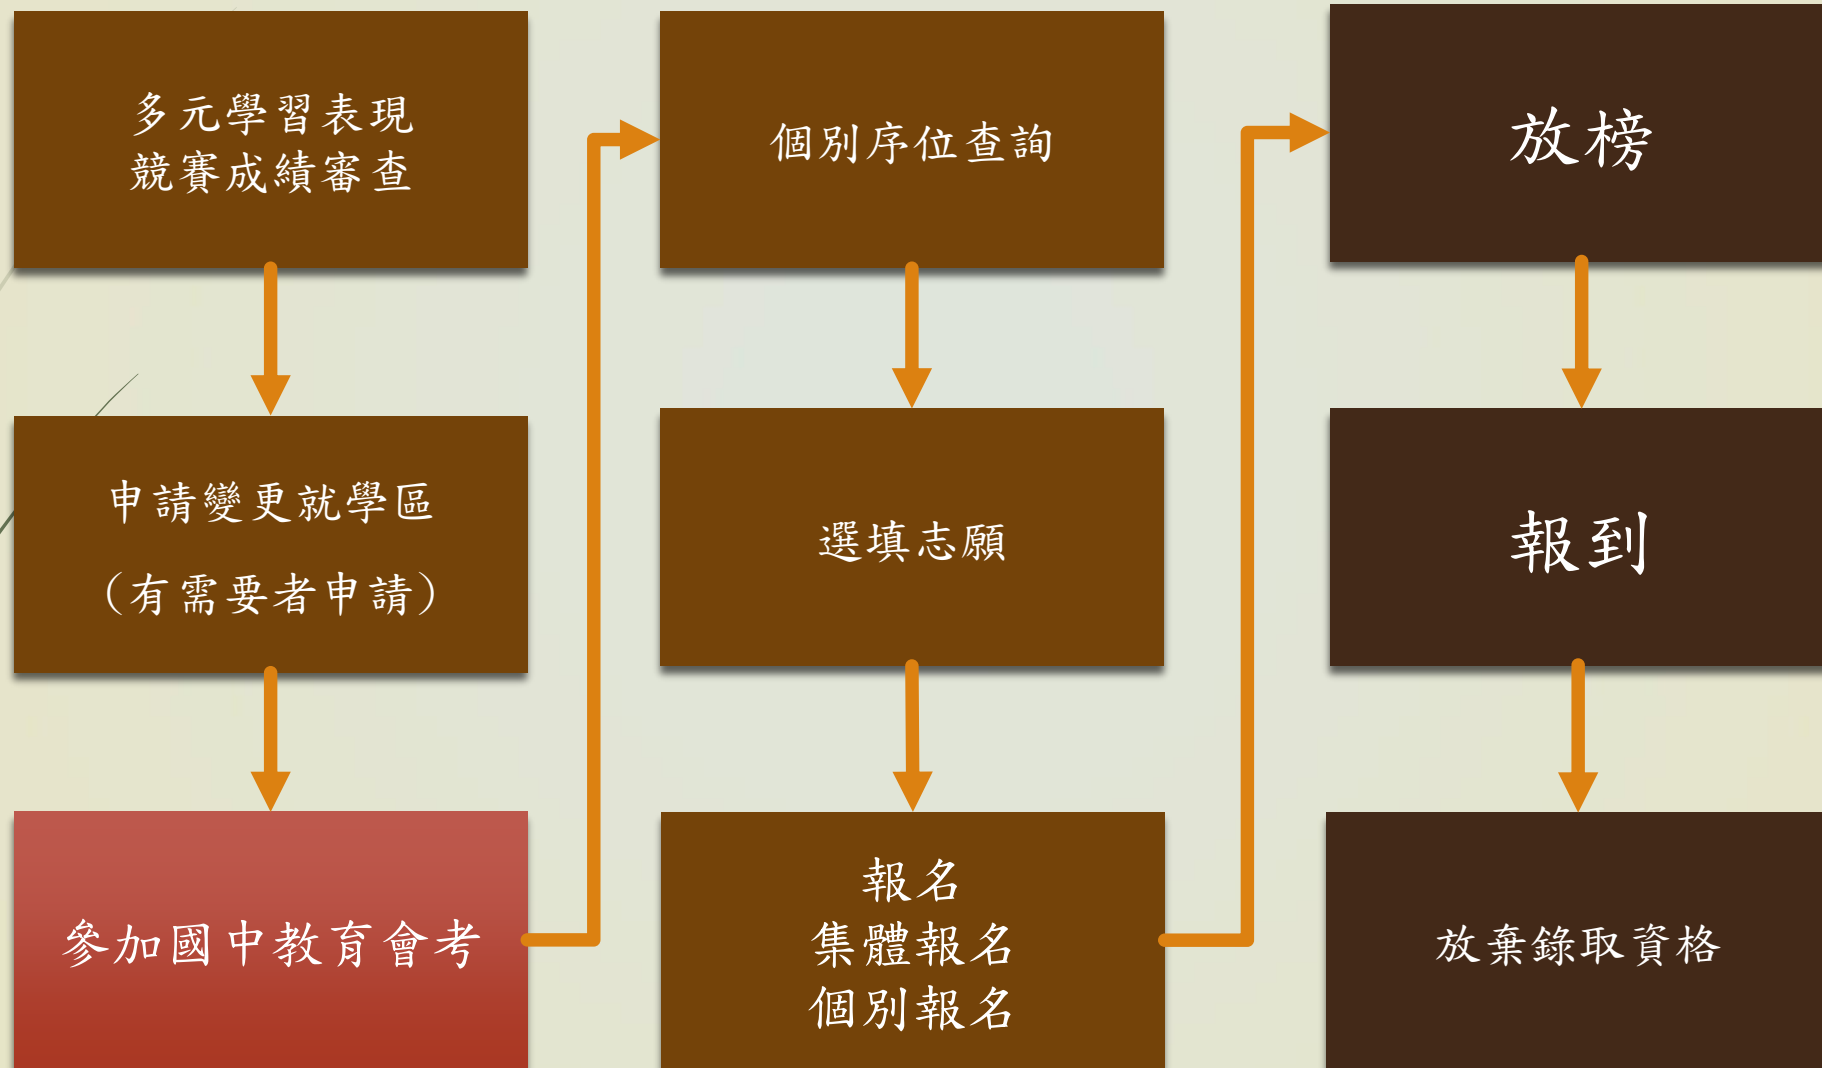 多元學習表現
競賽成績審查
申請變更就學區
（有需要者申請）
參加國中教育會考
個別序位查詢
選填志願
報名
集體報名
個別報名
放榜
報到
放棄錄取資格